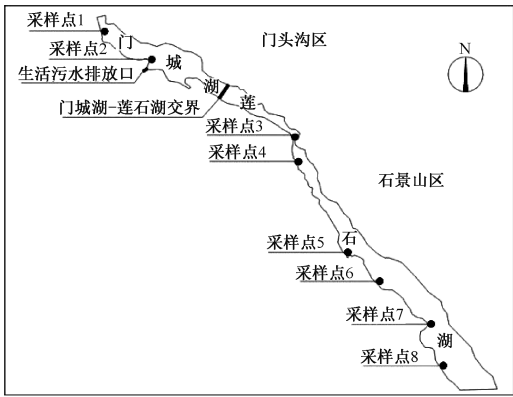 采样点1
门
门头沟区
N
采样点2
城
生活污水排放口
湖
莲
门城湖-莲石湖交界
采样点3
采样点4
石景山区
石
采样点5
采样点6
采样点7
湖
采样点8